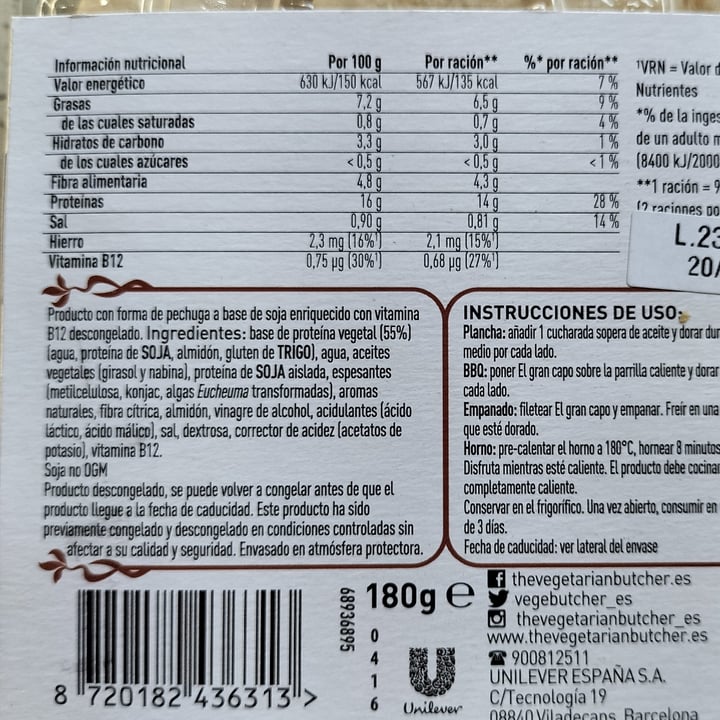 Información nutricional Por 100 g Por ración** %* por ración**
Valor energético 630 kJ/150 kcal 567 kJ/135 kcal 7 %
Grasas 7,2 g 6,5 g 9 %
de las cuales saturadas 0,8 g 0,7 g 4 %
Hidratos de carbono 3,3 g 3,0 g 1 %
de los cuales azúcares <0,5 g <0,5 g <1 %
Fibra alimentaria 4,8 g 4,3 g
Proteínas 16 g 14 g 28 %
Sal 0,90 g 0,81 g 14 %
Hierro 2,3 mg (16%¹) 2,1 mg (15%¹)
Vitamina B12 0,75 µg (30%¹) 0,68 µg (27%¹)
¹VRN = Valor d
Nutrientes
*% de la inges
de un adulto m
(8400 kJ/2000
**1 ración = 9
(2 raciones po
L.23
20/
Producto con forma de pechuga a base de soja enriquecido con vitamina
B12 descongelado. Ingredientes: base de proteína vegetal (55%)
(agua, proteína de SOJA, almidón, gluten de TRIGO), agua, aceites
vegetales (girasol y nabina), proteína de SOJA aislada, espesantes
(metilcelulosa, konjac, algas Eucheuma transformadas), aromas
naturales, fibra cítrica, almidón, vinagre de alcohol, acidulantes (ácido
láctico, ácido málico), sal, dextrosa, corrector de acidez (acetatos de
potasio), vitamina B12.
Soja no OGM
Producto descongelado, se puede volver a congelar antes de que el
producto llegue a la fecha de caducidad. Este producto ha sido
previamente congelado y descongelado en condiciones controladas sin
afectar a su calidad y seguridad. Envasado en atmósfera protectora.
INSTRUCCIONES DE USO:
Plancha: añadir 1 cucharada sopera de aceite y dorar dur
medio por cada lado.
BBQ: poner El gran capo sobre la parrilla caliente y dorar
cada lado.
Empanado: filetear El gran capo y empanar. Freír en una
que esté dorado.
Horno: pre-calentar el horno a 180°C, hornear 8 minutos
Disfruta mientras esté caliente. El producto debe cocinar
completamente caliente.
Conservar en el frigorífico. Una vez abierto, consumir en
de 3 días.
Fecha de caducidad: ver lateral del envase
8 720182 436313 >
68936895
0
4
1
6
180g e
Unilever
thevegetarianbutcher.es
vegebutcher_es
thevegetarianbutcher_es
www.thevegetarianbutcher.es
900812511
UNILEVER ESPAÑA S.A.
C/Tecnología 19
08840 Viladecans, Barcelona